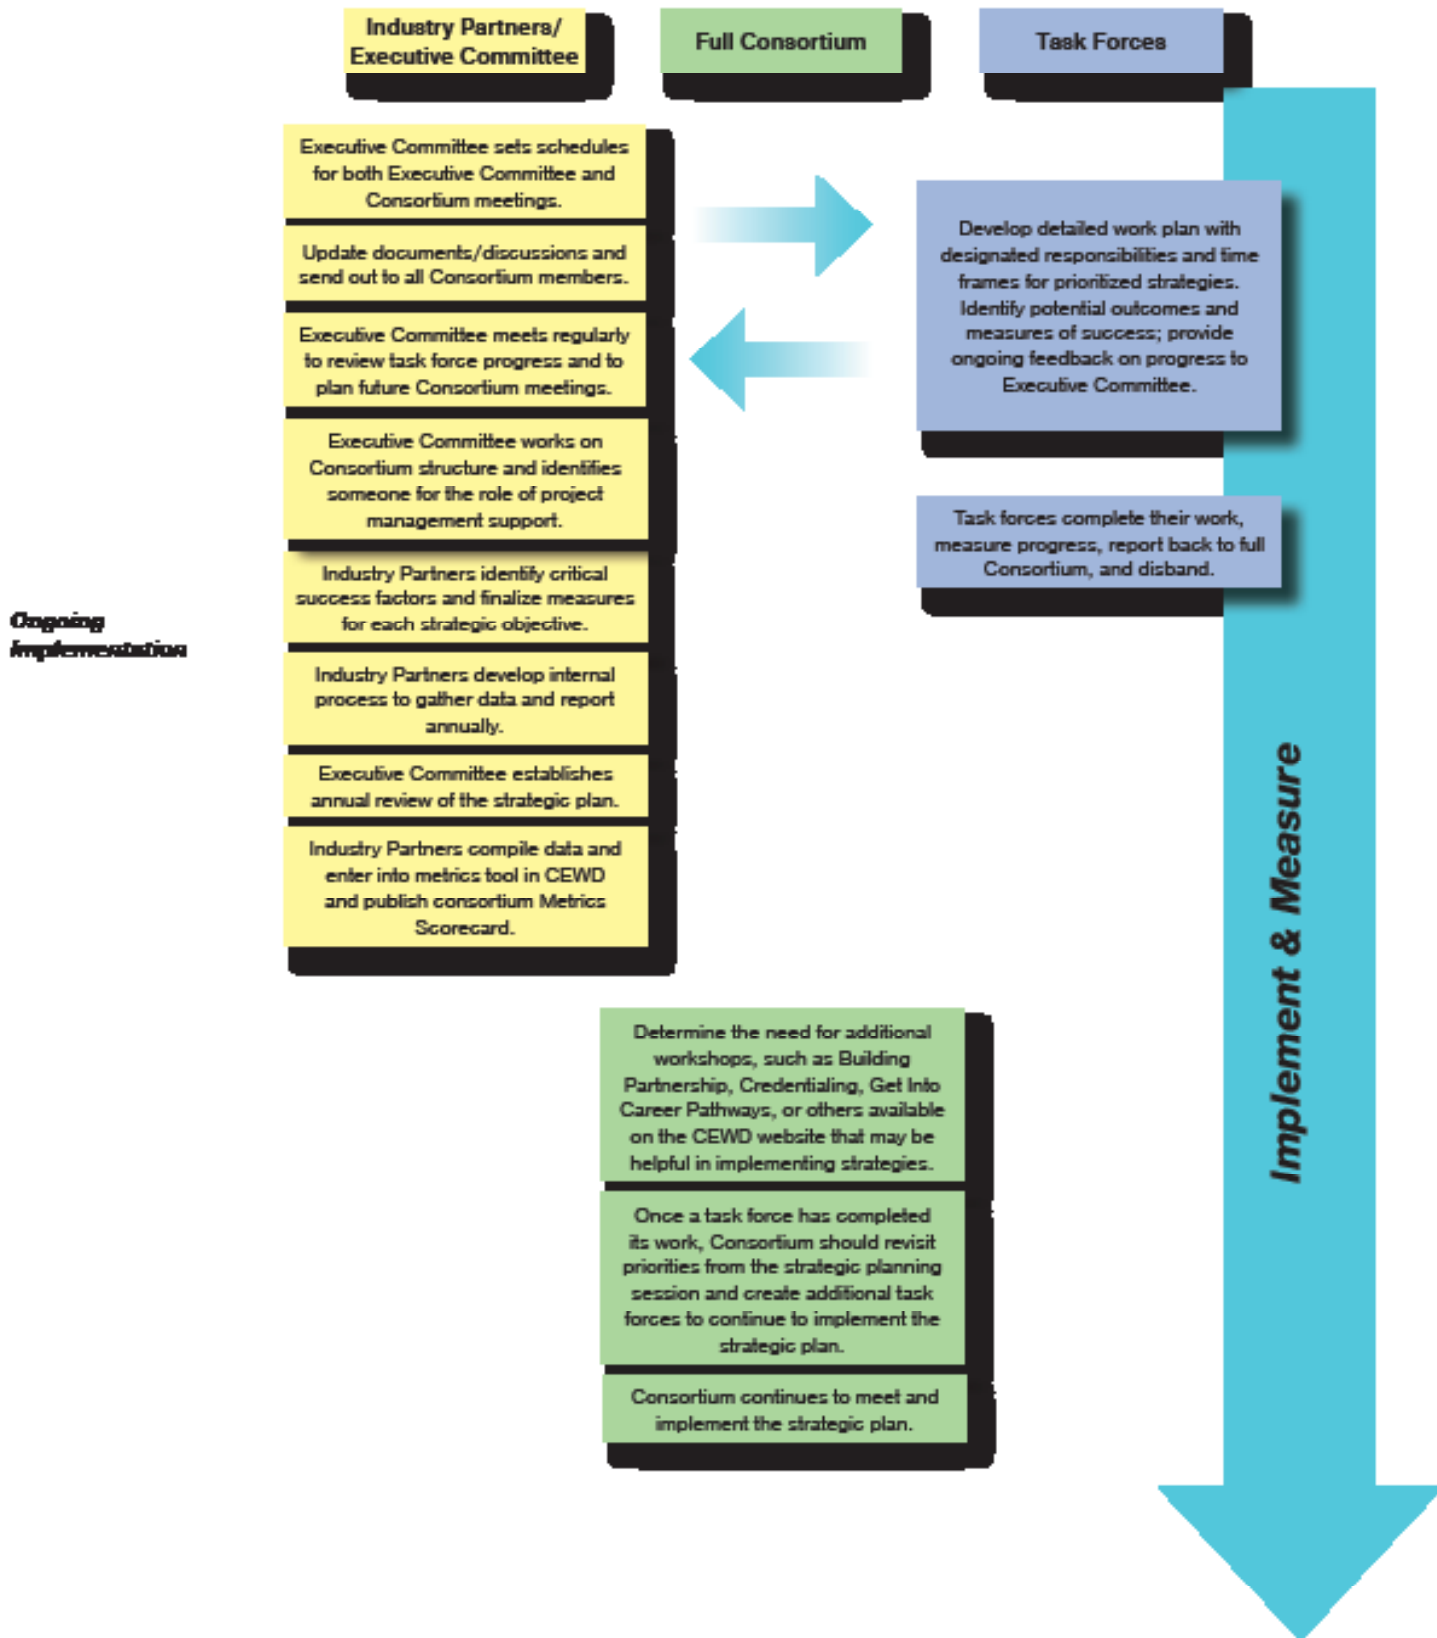 Industry Partners/
Executive Committee
Full Consortium
Task Forces
Executive Committee sets schedules
for both Executive Committee and
Consortium meetings.
Update documents/discussions and
send out to all Consortium members.
Executive Committee meets regularly
to review task force progress and to
plan future Consortium meetings.
Executive Committee works on
Consortium structure and identifies
someone for the role of project
management support.
Industry Partners identify critical
success factors and finalize measures
for each strategic objective.
Industry Partners develop internal
process to gather data and report
annually.
Executive Committee establishes
annual review of the strategic plan.
Industry Partners compile data and
enter into metrics tool in CEWD
and publish consortium Metrics
Scorecard.
Develop detailed work plan with
designated responsibilities and time
frames for prioritized strategies.
Identify potential outcomes and
measures of success; provide
ongoing feedback on progress to
Executive Committee.
Task forces complete their work,
measure progress, report back to full
Consortium, and disband.
Ongoing
Implementation
Determine the need for additional
workshops, such as Building
Partnership, Credentialing, Get Into
Career Pathways, or others available
on the CEWD website that may be
helpful in implementing strategies.
Once a task force has completed
its work, Consortium should revisit
priorities from the strategic planning
session and create additional task
forces to continue to implement the
strategic plan.
Consortium continues to meet and
implement the strategic plan.
Implement & Measure